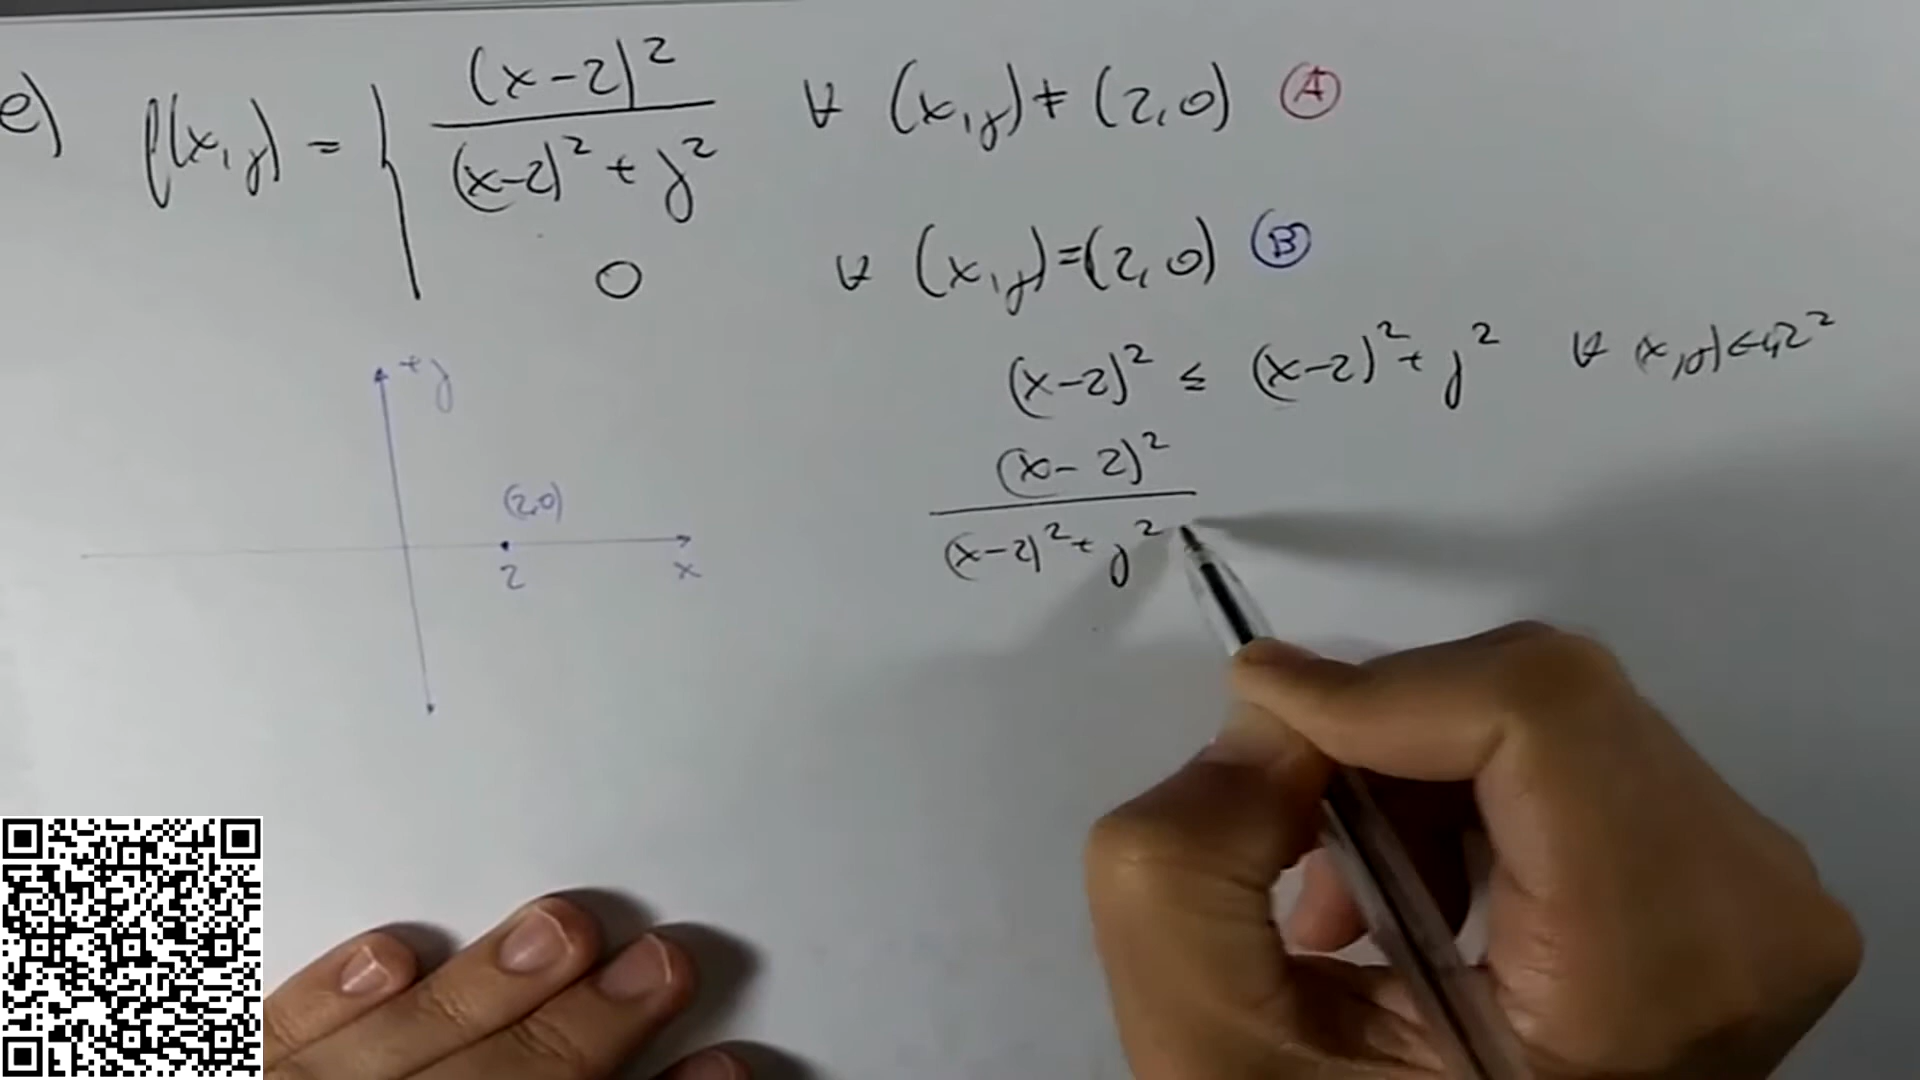 e) f(x,y) = { (x-2)² / (x-2)² + y² ∀ (x,y) ≠ (2,0) Ⓐ
0 ∀ (x,y)=(2,0) Ⓑ
(x-2)² ≤ (x-2)² + y² ∀ (x,y) ∈ ℝ²
(x-2)²
(x-2)² + y²
+y
(2,0)
2
x